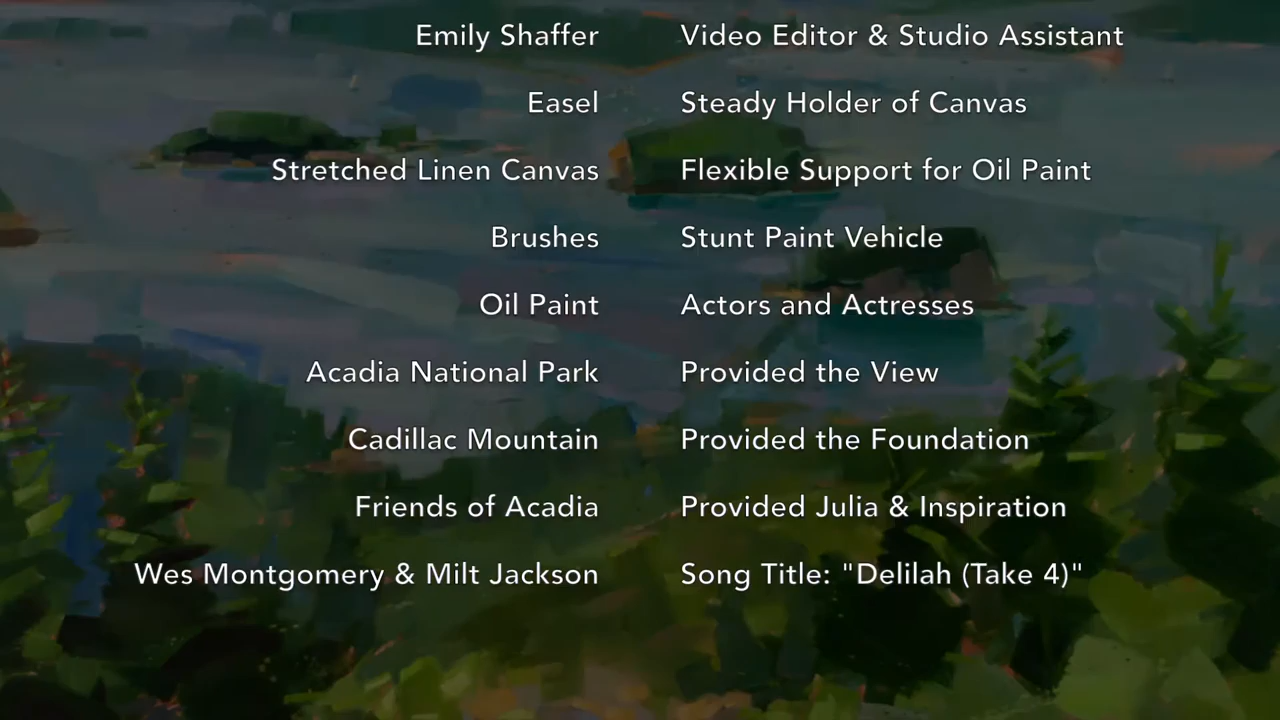 Emily Shaffer Video Editor & Studio Assistant
Easel Steady Holder of Canvas
Stretched Linen Canvas Flexible Support for Oil Paint
Brushes Stunt Paint Vehicle
Oil Paint Actors and Actresses
Acadia National Park Provided the View
Cadillac Mountain Provided the Foundation
Friends of Acadia Provided Julia & Inspiration
Wes Montgomery & Milt Jackson Song Title: "Delilah (Take 4)"